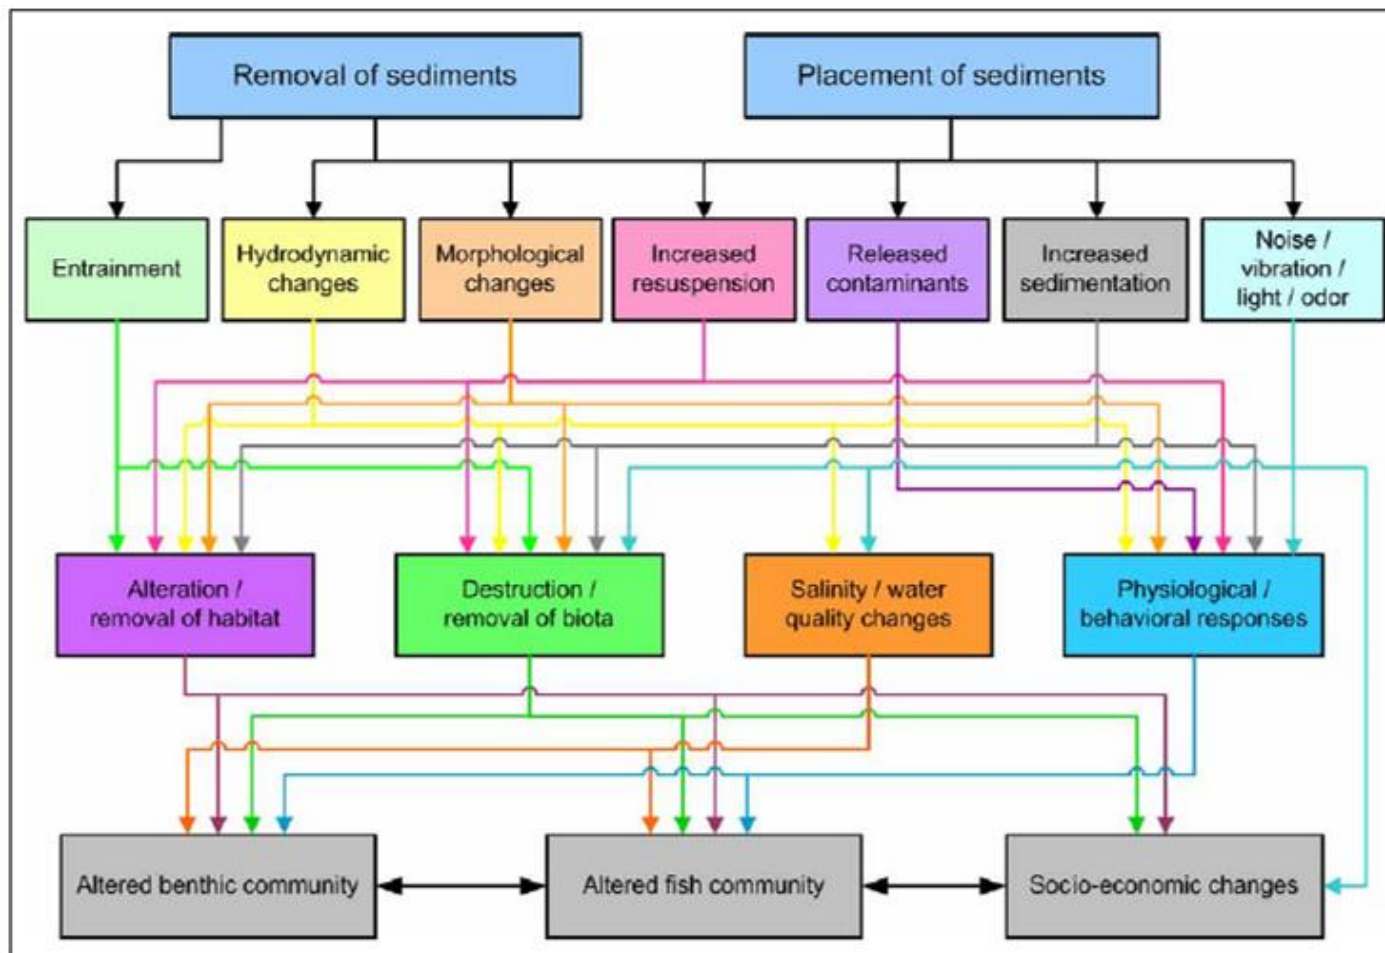 Removal of sediments
Placement of sediments
Entrainment
Hydrodynamic
changes
Morphological
changes
Increased
resuspension
Released
contaminants
Increased
sedimentation
Noise /
vibration /
light / odor
Alteration /
removal of habitat
Destruction /
removal of biota
Salinity / water
quality changes
Physiological /
behavioral responses
Altered benthic community
Altered fish community
Socio-economic changes